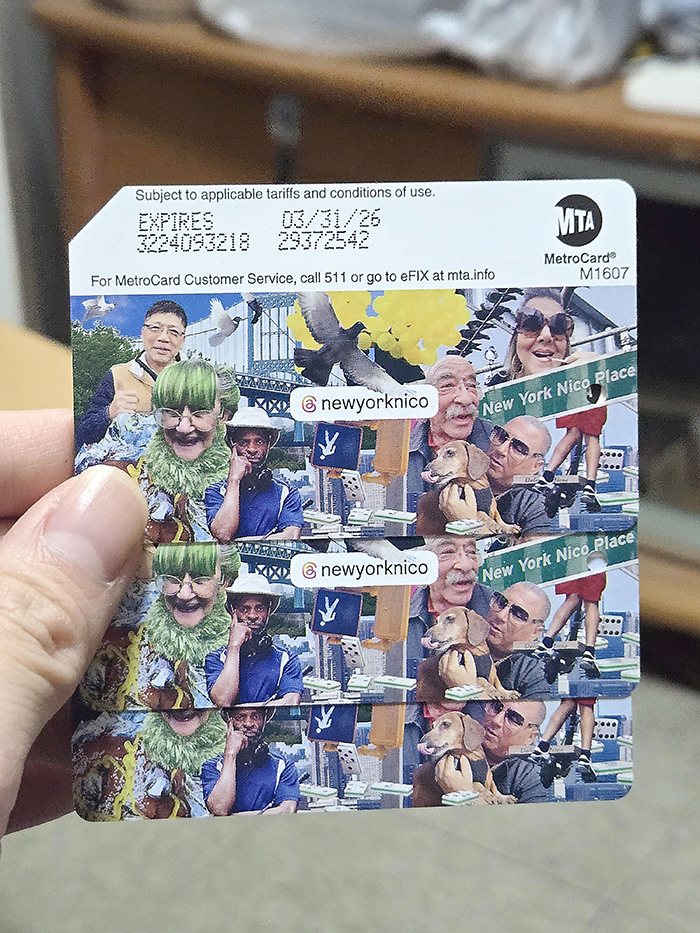 Subject to applicable tariffs and conditions of use.
EXPIRES 03/31/26
3224093218 29372542
MTA
MetroCard®
M1607
For MetroCard Customer Service, call 511 or go to eFIX at mta.info
newyorknico
New York Nico Place
newyorknico
New York Nico Place